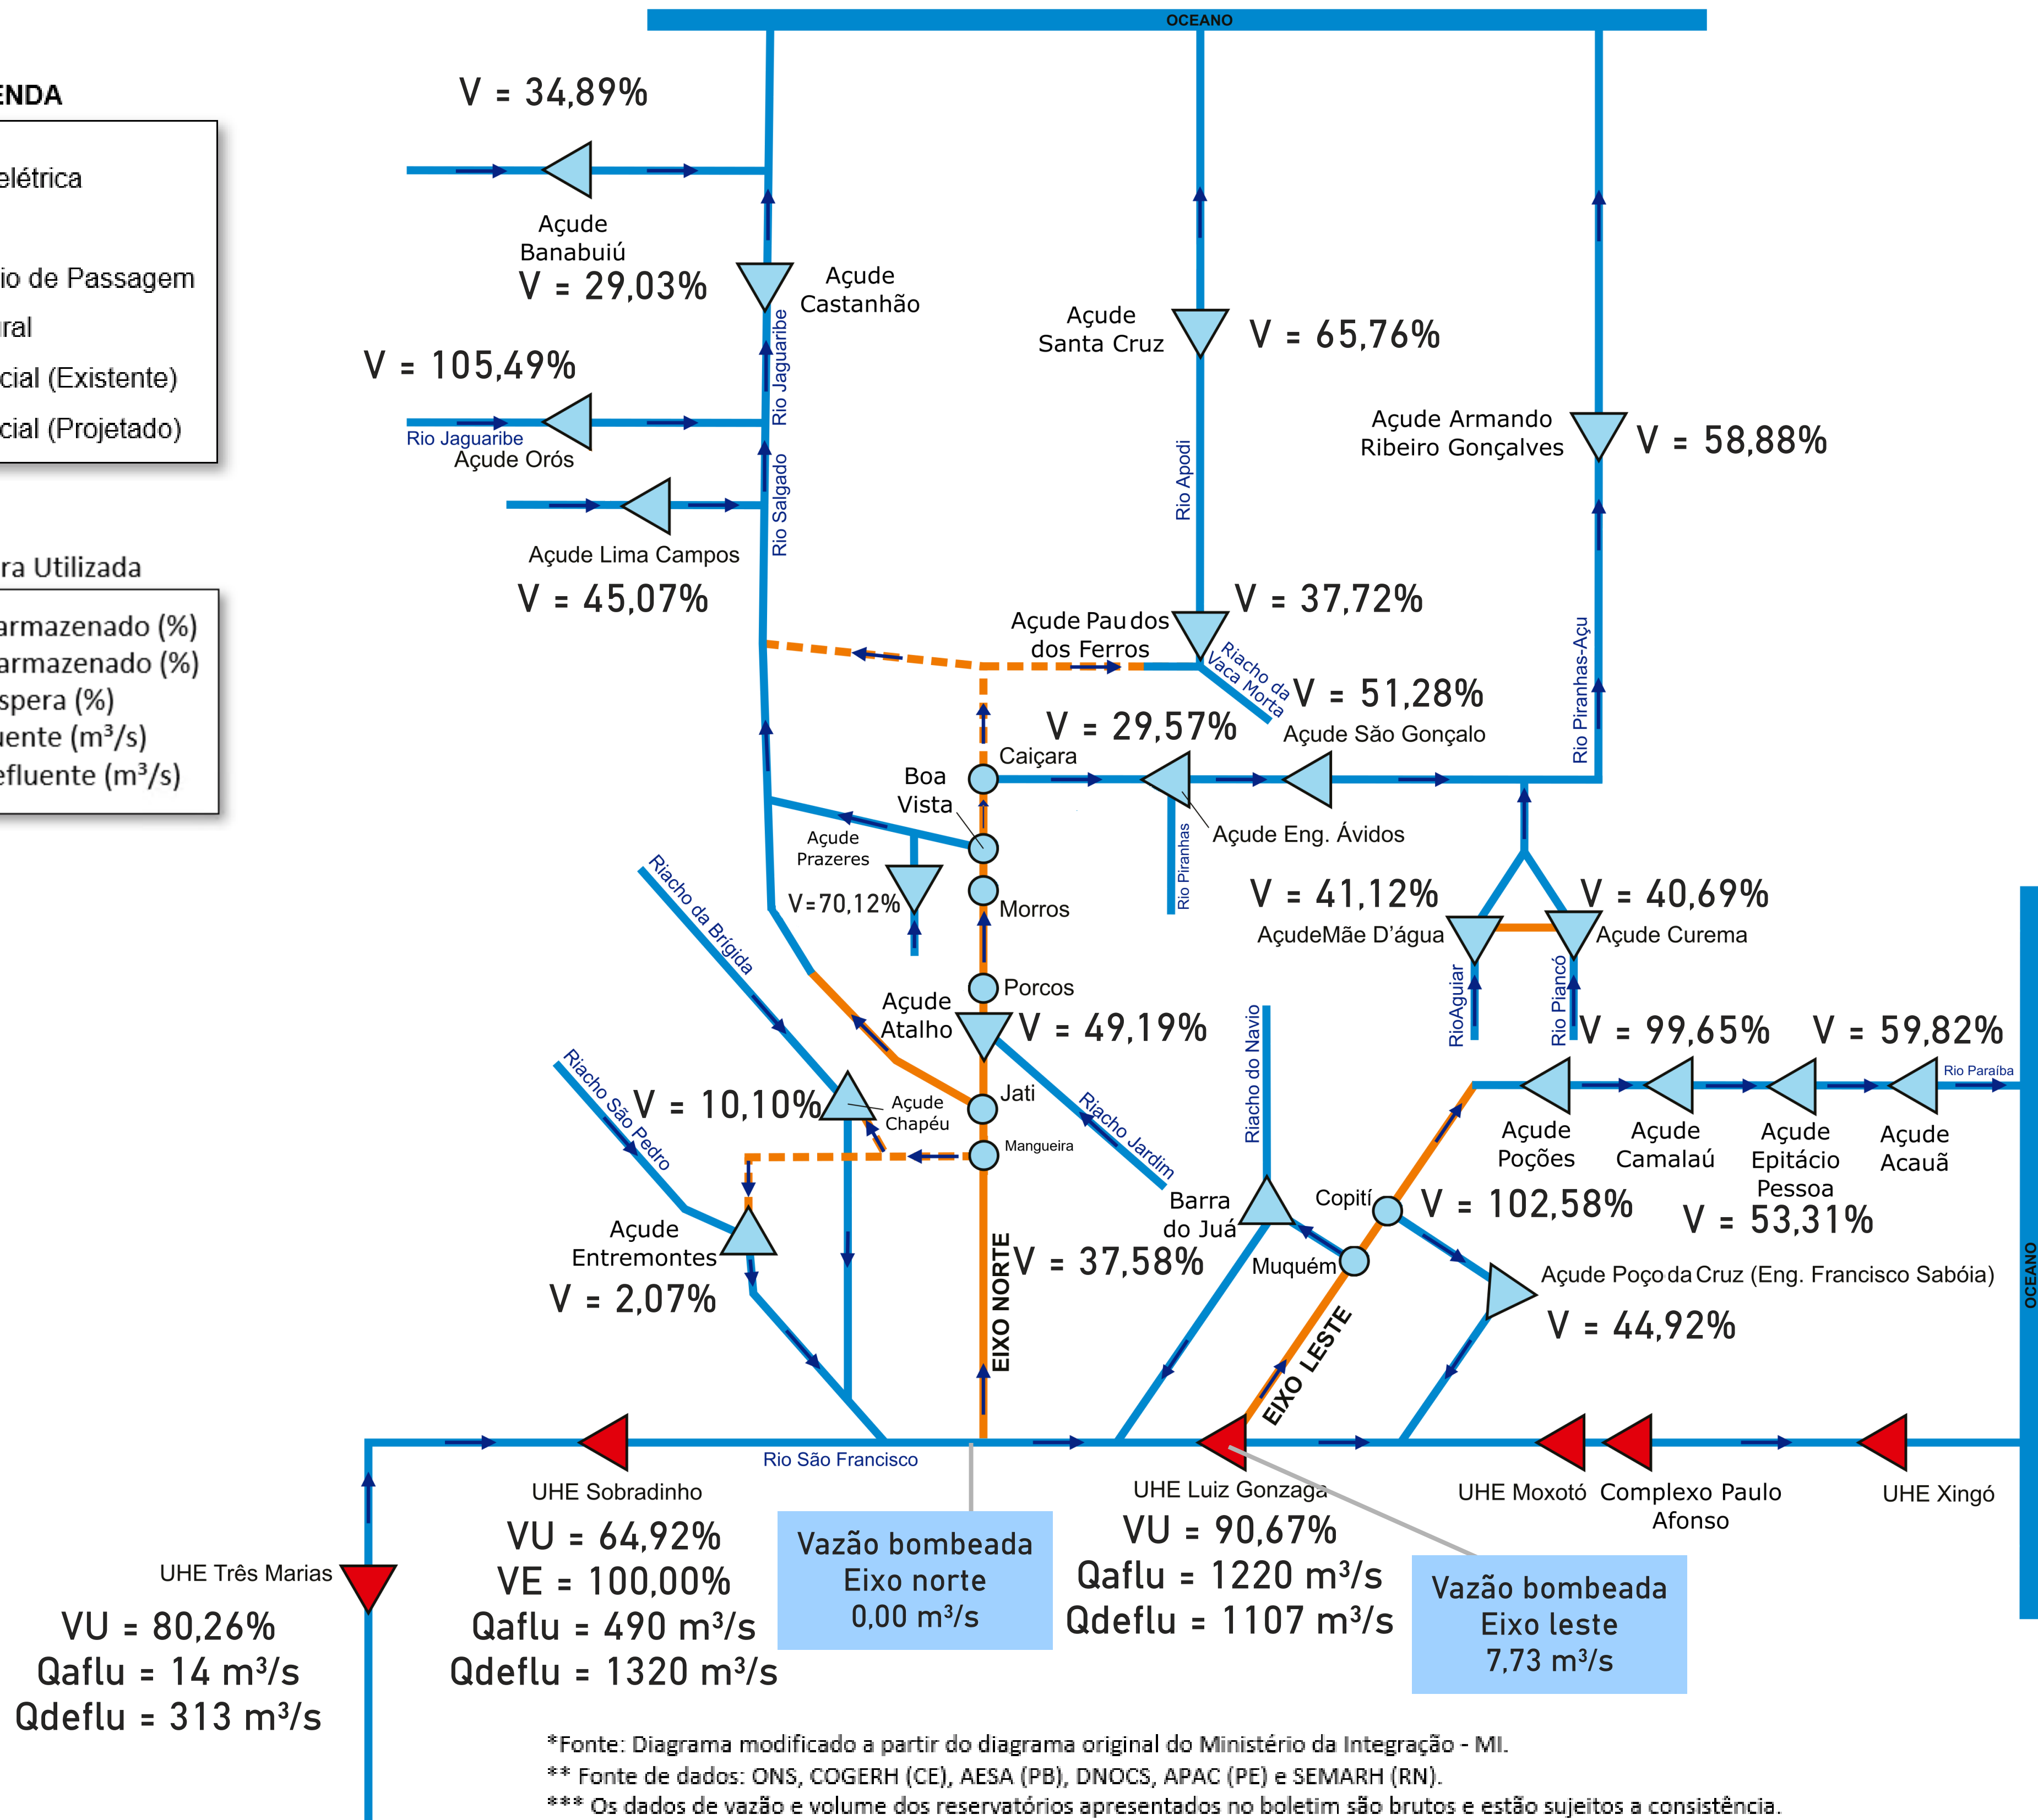 OCEANO
ENDA
elétrica
io de Passagem
ural
cial (Existente)
cial (Projetado)
ra Utilizada
armazenado (%)
armazenado (%)
spera (%)
uente (m³/s)
efluente (m³/s)
V = 34,89%
Açude
Banabuiú
V = 29,03%
Açude
Castanhão
Rio Jaguaribe
V = 105,49%
Rio Jaguaribe
Açude Orós
Rio Salgado
Açude Lima Campos
V = 45,07%
Açude
Santa Cruz
V = 65,76%
Rio Apodi
Açude Armando
Ribeiro Gonçalves
V = 58,88%
Açude Pau dos
dos Ferros
V = 37,72%
Riacho da
Vaca Morta
Rio Piranhas-Açu
V = 51,28%
Açude São Gonçalo
V = 29,57%
Caiçara
Boa
Vista
Açude Eng. Ávidos
Rio Piranhas
Açude
Prazeres
V=70,12%
Morros
Riacho da Brígida
V = 41,12%
AçudeMãe D'água
V = 40,69%
Açude Curema
RioAguiar
Rio Piancó
Porcos
Açude
Atalho
V = 49,19%
Riacho São Pedro
V = 10,10%
Açude
Chapéu
Jati
Mangueira
Riacho Jardim
Riacho do Navio
V = 99,65%
V = 59,82%
Rio Paraíba
Açude
Poções
Açude
Camalaú
Açude
Epitácio
Pessoa
Açude
Acauã
V = 102,58%
V = 53,31%
Barra
do Juá
Copití
Muquém
V = 37,58%
Açude
Entremontes
V = 2,07%
EIXO NORTE
EIXO LESTE
Açude Poço da Cruz (Eng. Francisco Sabóia)
V = 44,92%
OCEANO
Rio São Francisco
UHE Sobradinho
VU = 64,92%
VE = 100,00%
Qaflu = 490 m³/s
Qdeflu = 1320 m³/s
Vazão bombeada
Eixo norte
0,00 m³/s
UHE Luiz Gonzaga
VU = 90,67%
Qaflu = 1220 m³/s
Qdeflu = 1107 m³/s
Vazão bombeada
Eixo leste
7,73 m³/s
UHE Moxotó
Complexo Paulo
Afonso
UHE Xingó
UHE Três Marias
VU = 80,26%
Qaflu = 14 m³/s
Qdeflu = 313 m³/s
*Fonte: Diagrama modificado a partir do diagrama original do Ministério da Integração - MI.
** Fonte de dados: ONS, COGERH (CE), AESA (PB), DNOCS, APAC (PE) e SEMARH (RN).
*** Os dados de vazão e volume dos reservatórios apresentados no boletim são brutos e estão sujeitos a consistência.